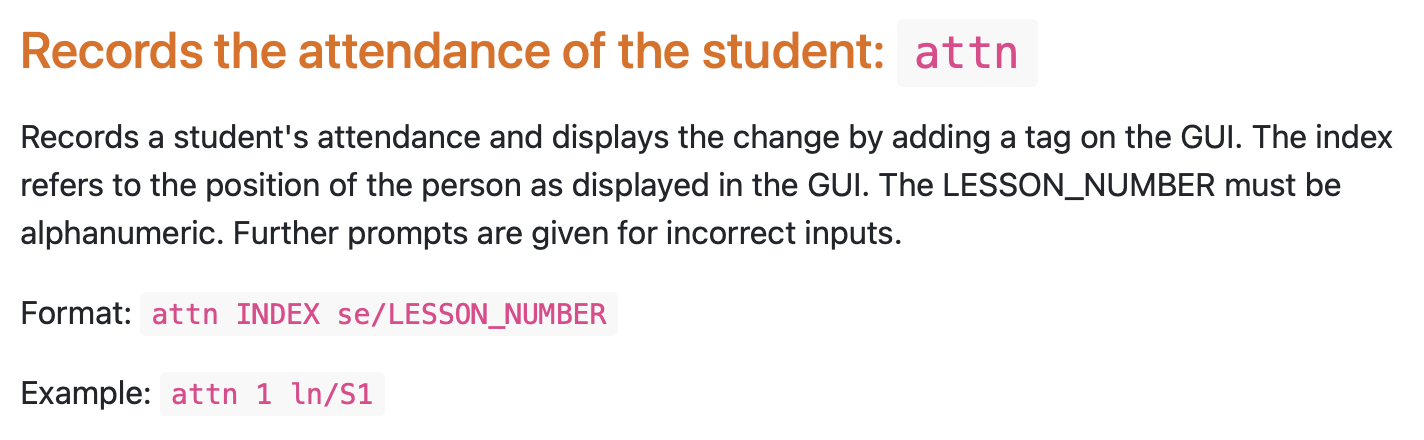 Records the attendance of the student: attn
Records a student's attendance and displays the change by adding a tag on the GUI. The index
refers to the position of the person as displayed in the GUI. The LESSON_NUMBER must be
alphanumeric. Further prompts are given for incorrect inputs.
Format: attn INDEX se/LESSON_NUMBER
Example: attn 1 ln/S1